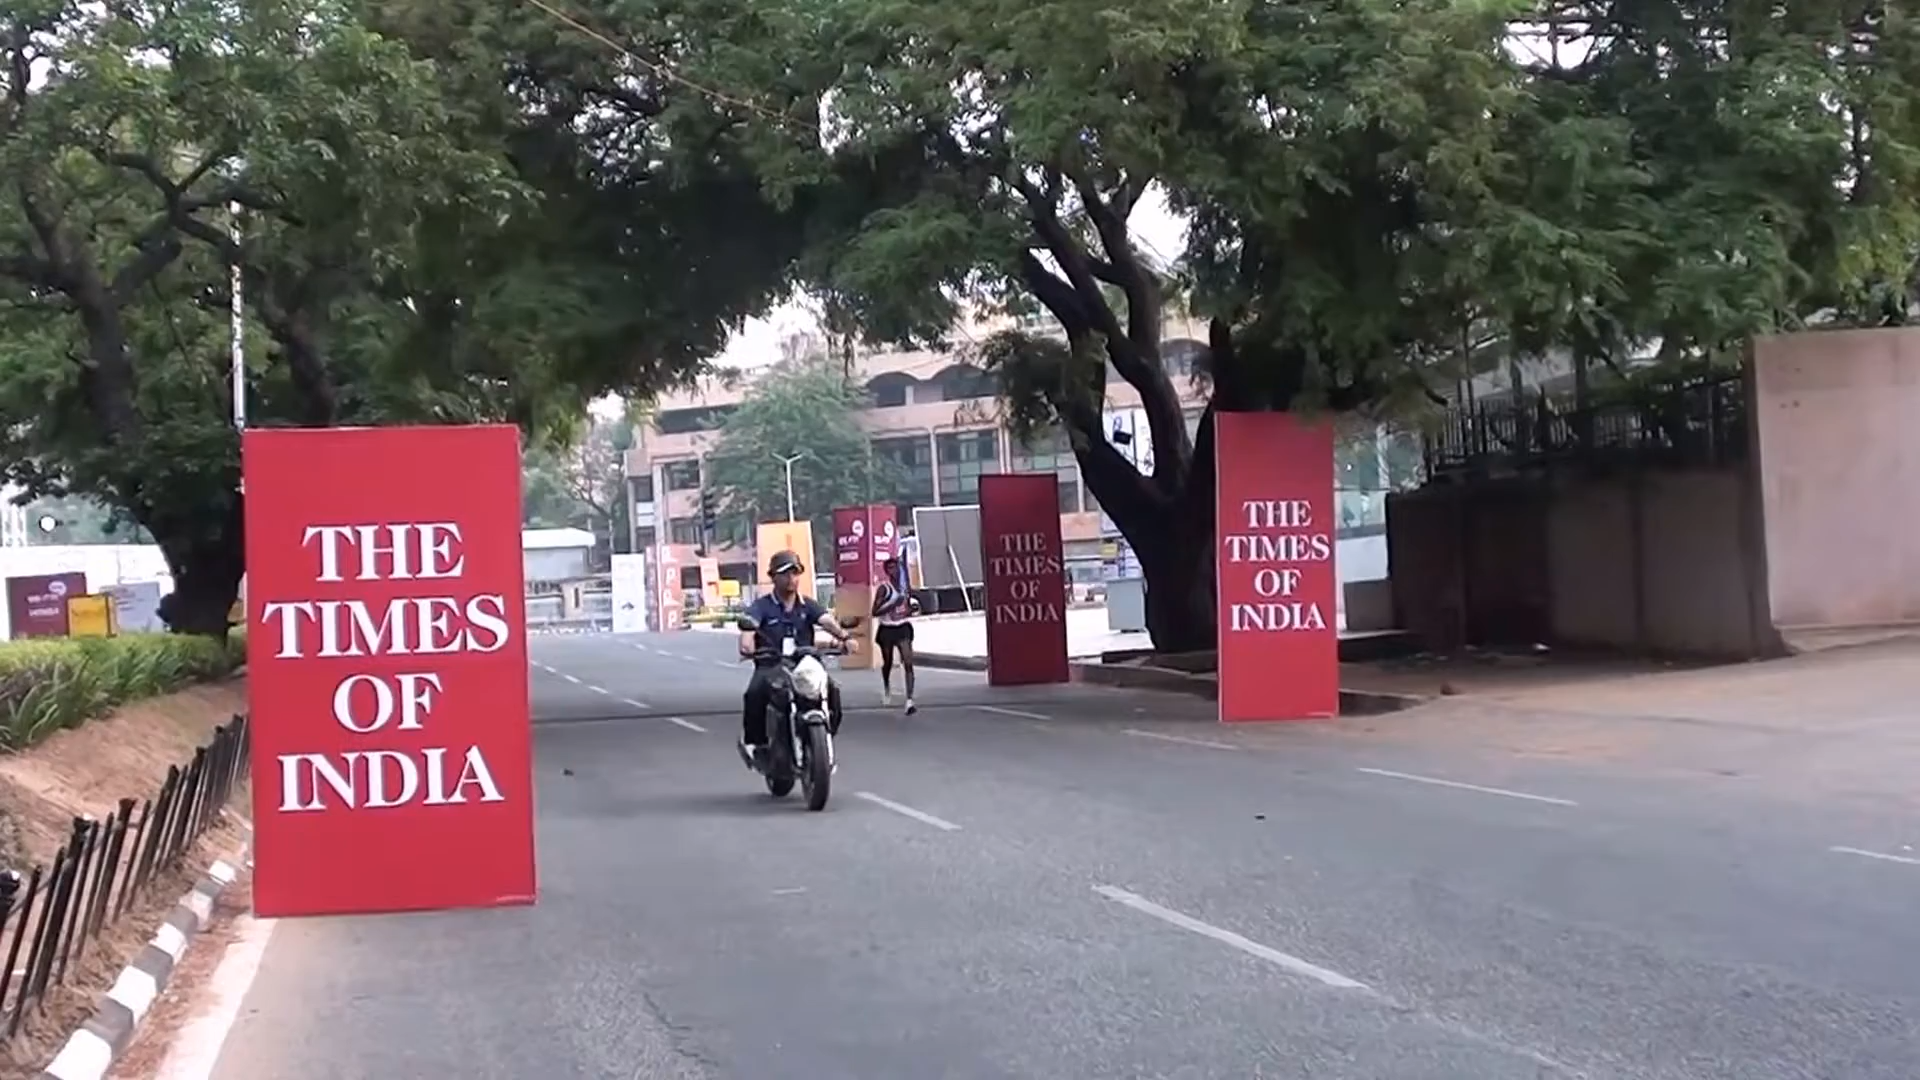 THE
TIMES
OF
INDIA
THE
TIMES
OF
INDIA
THE
TIMES
OF
INDIA